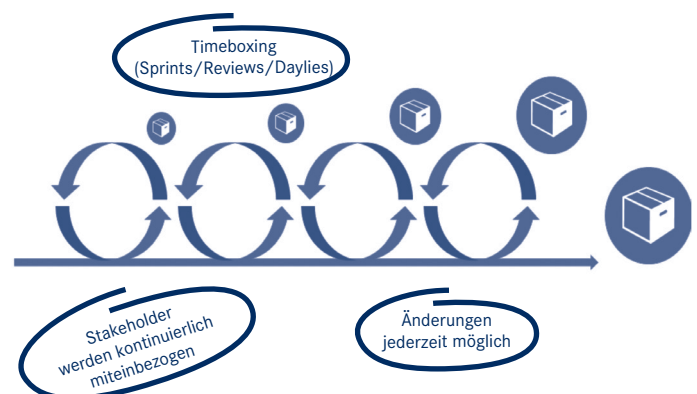 Timeboxing
(Sprints/Reviews/Daylies)
Stakeholder
werden kontinuierlich
miteinbezogen
Änderungen
jederzeit möglich